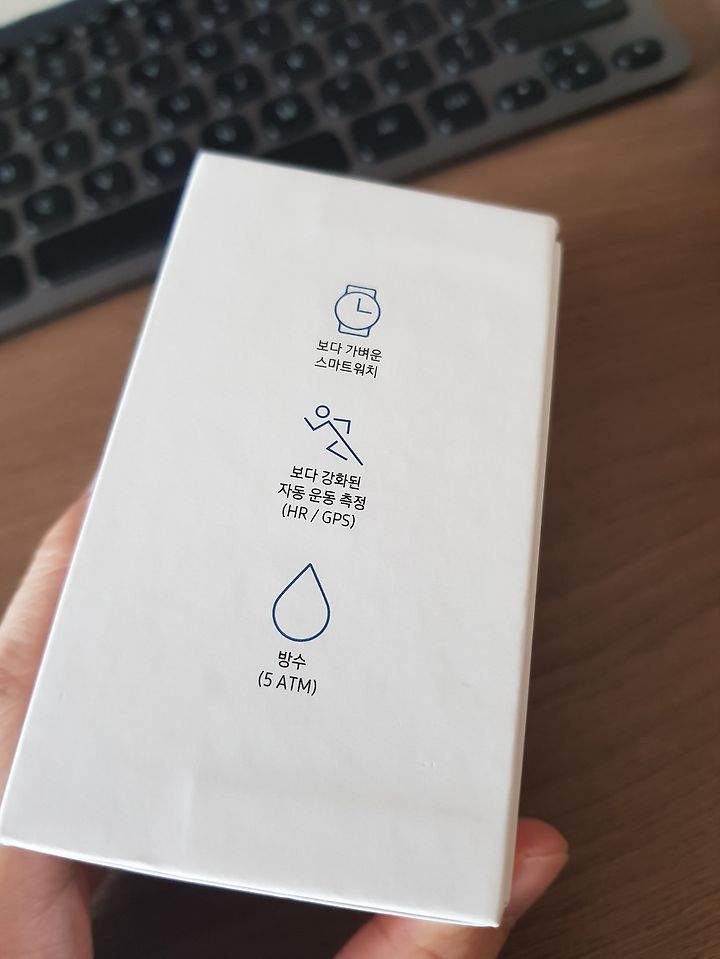 보다 가벼운
스마트워치
보다 강화된
자동 운동 측정
(HR / GPS)
방수
(5 ATM)